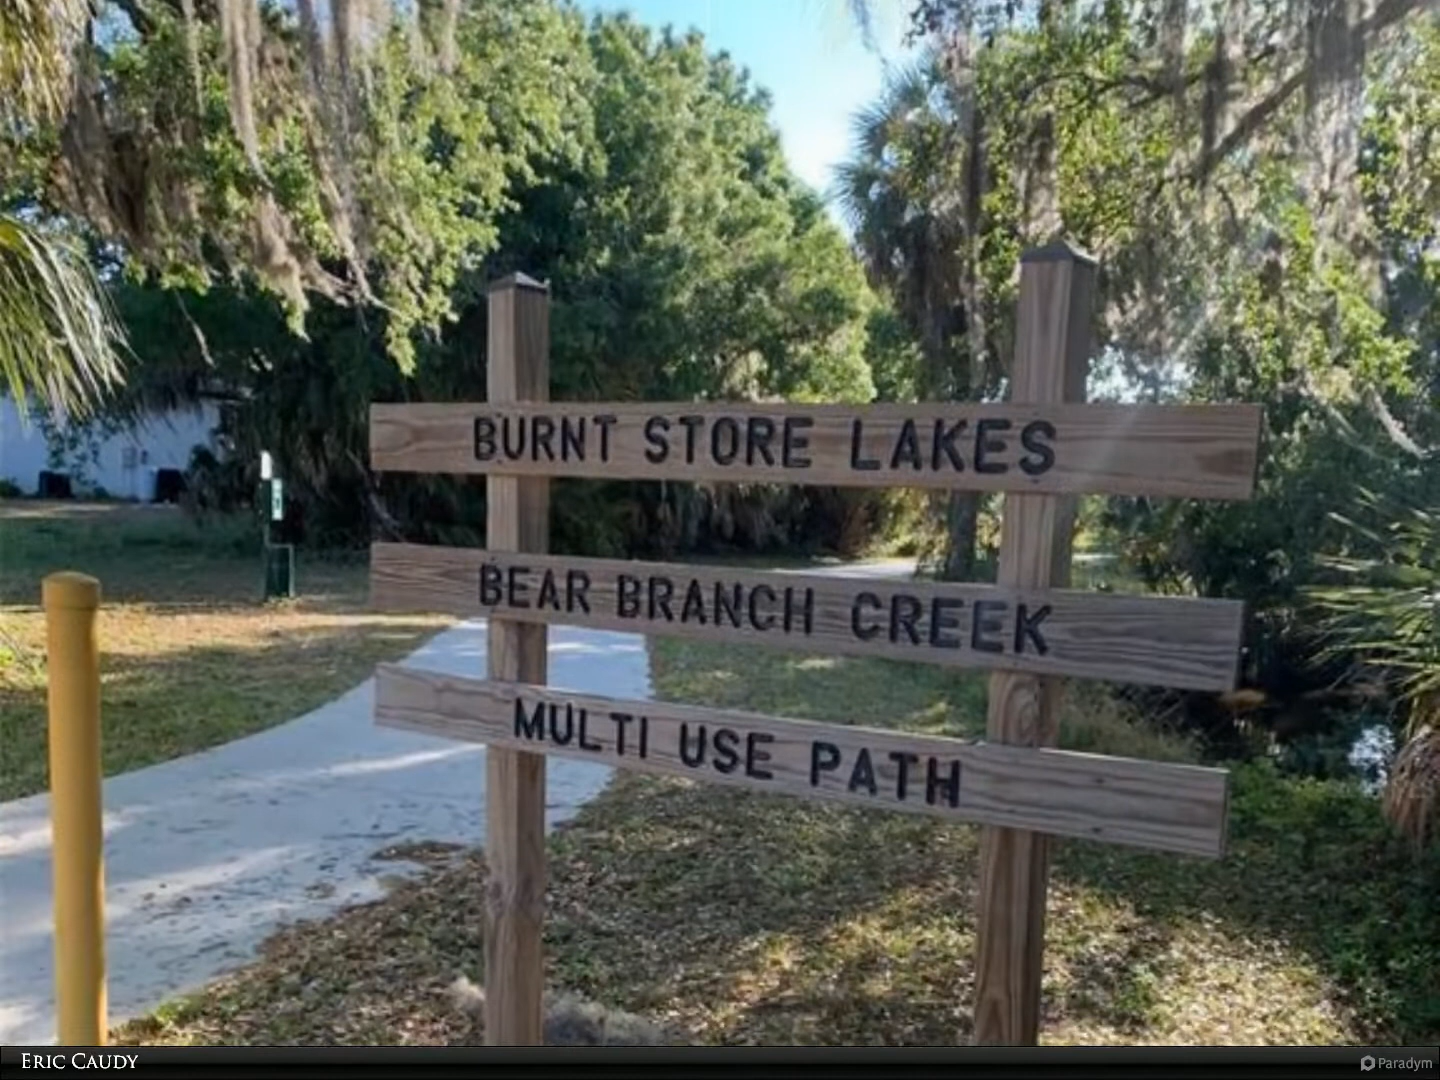 BURNT STORE LAKES
BEAR BRANCH CREEK
MULTI USE PATH
ERIC CAUDY
Paradym